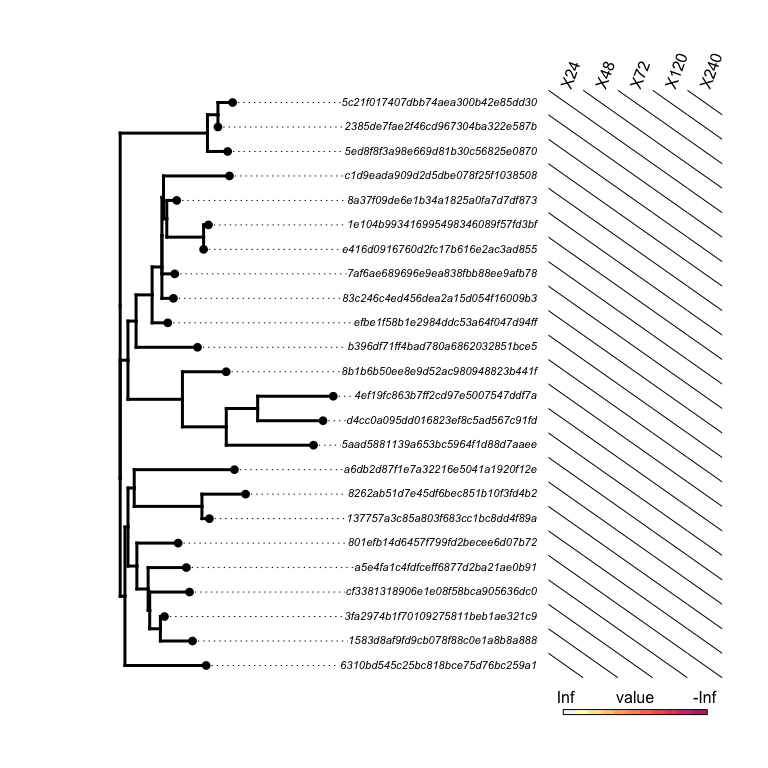 X24 X48 X72 X120 X240
5c21f017407dbb74aea300b42e85dd30
2385de7fae2f46cd967304ba322e587b
5ed8f8f3a98e669d81b30c56825e0870
c1d9eada909d2d5dbe078f25f1038508
8a37f09de6e1b34a1825a0fa7d7df873
1e104b993416995498346089f57fd3bf
e416d0916760d2fc17b616e2ac3ad855
7af6ae689696e9ea838fbb88ee9afb78
83c246c4ed456dea2a15d054f16009b3
efbe1f58b1e2984ddc53a64f047d94ff
b396df71ff4bad780a6862032851bce5
8b1b6b50ee8e9d52ac980948823b441f
4ef19fc863b7ff2cd97e5007547ddf7a
d4cc0a095dd016823ef8c5ad567c91fd
5aad5881139a653bc5964f1d88d7aaee
a6db2d87f1e7a32216e5041a1920f12e
8262ab51d7e45df6bec851b10f3fd4b2
137757a3c85a803f683cc1bc8dd4f89a
801efb14d6457f799fd2becee6d07b72
a5e4fa1c4fdfceff6877d2ba21ae0b91
cf3381318906e1e08f58bca905636dc0
3fa2974b1f70109275811beb1ae321c9
1583d8af9fd9cb078f88c0e1a8b8a888
6310bd545c25bc818bce75d76bc259a1
Inf value -Inf